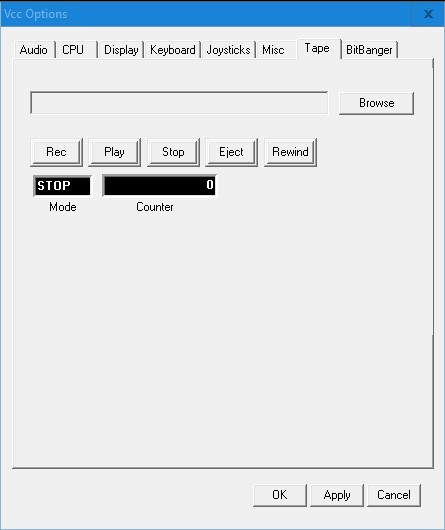 Vcc Options x
Audio CPU Display Keyboard Joysticks Misc Tape BitBanger
Browse
Rec Play Stop Eject Rewind
STOP 0
Mode Counter
OK Apply Cancel